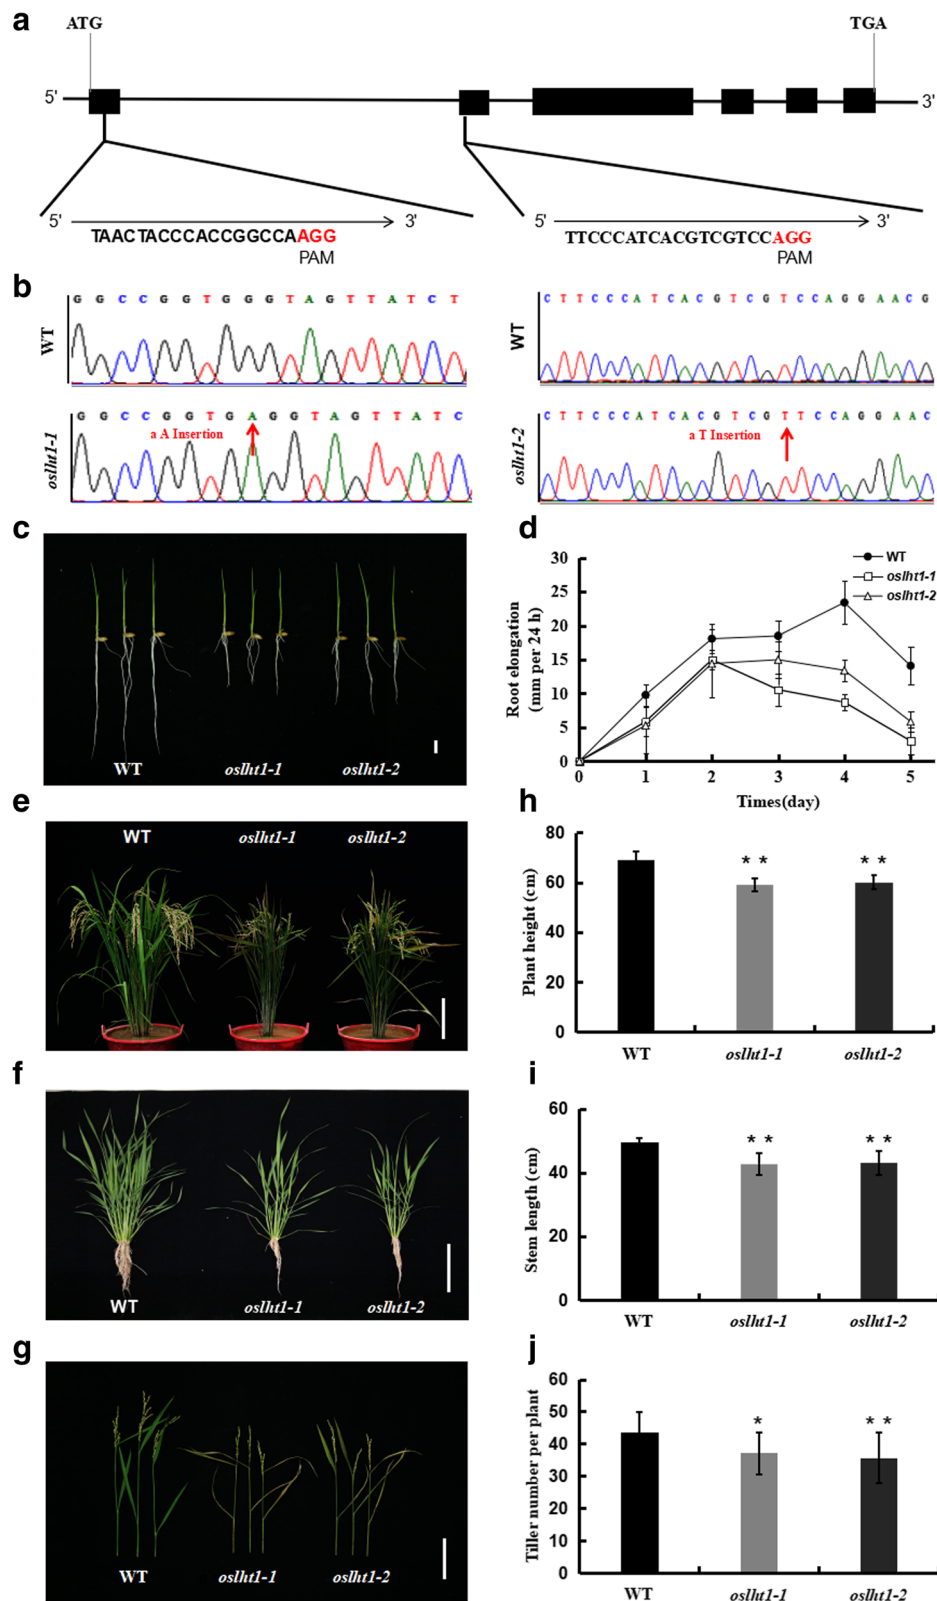 a
ATG TGA
5' 3'
5' 3' 5' 3'
TAACTACCCACCGGCCAAGG TTCCCATCACGTCGTCCAGG
PAM PAM
b
G G C C G G T G G G T A G T T A T C T
WT
C T T C C C A T C A C G T C G T C C A G G A A C G
WT
G G C C G G T G A G G T A G T T A T C
a A Insertion
oslht1-1
C T T C C C A T C A C G T C G T T C C A G G A A C
a T Insertion
oslht1-2
c
WT oslht1-1 oslht1-2
d
WT
oslht1-1
oslht1-2
Root elongation
(mm per 24 h)
30
25
20
15
10
5
0
0 1 2 3 4 5
Times(day)
e
WT oslht1-1 oslht1-2
h
Plant height (cm)
80
60
40
20
0
* * * *
WT oslht1-1 oslht1-2
f
WT oslht1-1 oslht1-2
i
Stem length (cm)
60
40
20
0
* * * *
WT oslht1-1 oslht1-2
g
WT oslht1-1 oslht1-2
j
Tiller number per plant
60
50
40
30
20
10
0
* * *
WT oslht1-1 oslht1-2